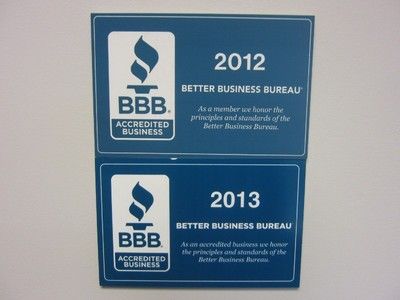 BBB®
ACCREDITED
BUSINESS
2012
BETTER BUSINESS BUREAU®
As a member we honor the
principles and standards of the
Better Business Bureau.
BBB®
ACCREDITED
BUSINESS
2013
BETTER BUSINESS BUREAU
As an accredited business we honor
the principles and standards of the
Better Business Bureau.